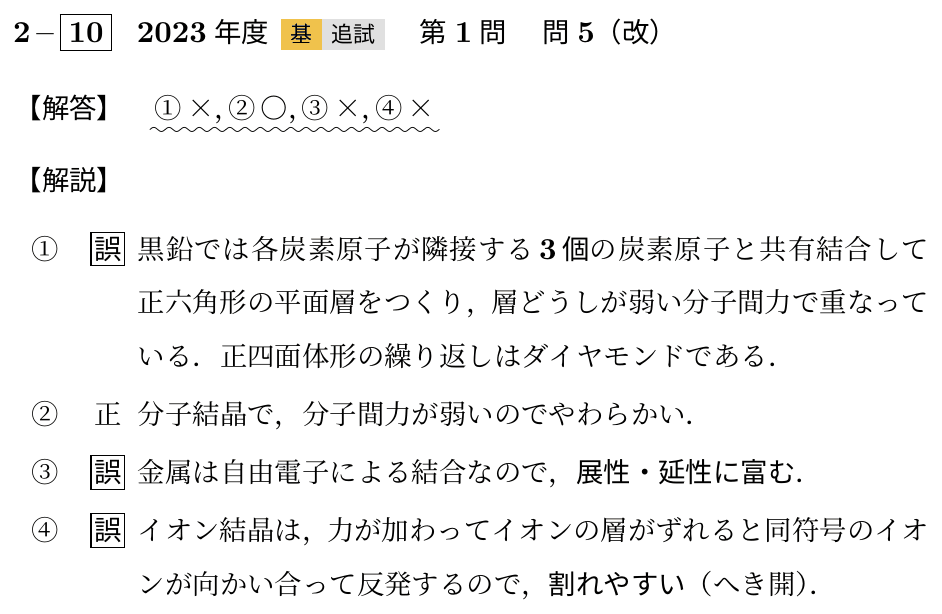 2－10 2023 年度 基 追試 第 1 問 問 5（改）
【解答】 ① ×, ② ○, ③ ×, ④ ×
【解説】
① 誤 黒鉛では各炭素原子が隣接する 3 個の炭素原子と共有結合して
正六角形の平面層をつくり，層どうしが弱い分子間力で重なって
いる．正四面体形の繰り返しはダイヤモンドである．
② 正 分子結晶で，分子間力が弱いのでやわらかい．
③ 誤 金属は自由電子による結合なので，展性・延性に富む．
④ 誤 イオン結晶は，力が加わってイオンの層がずれると同符号のイオ
ンが向かい合って反発するので，割れやすい（へき開）．